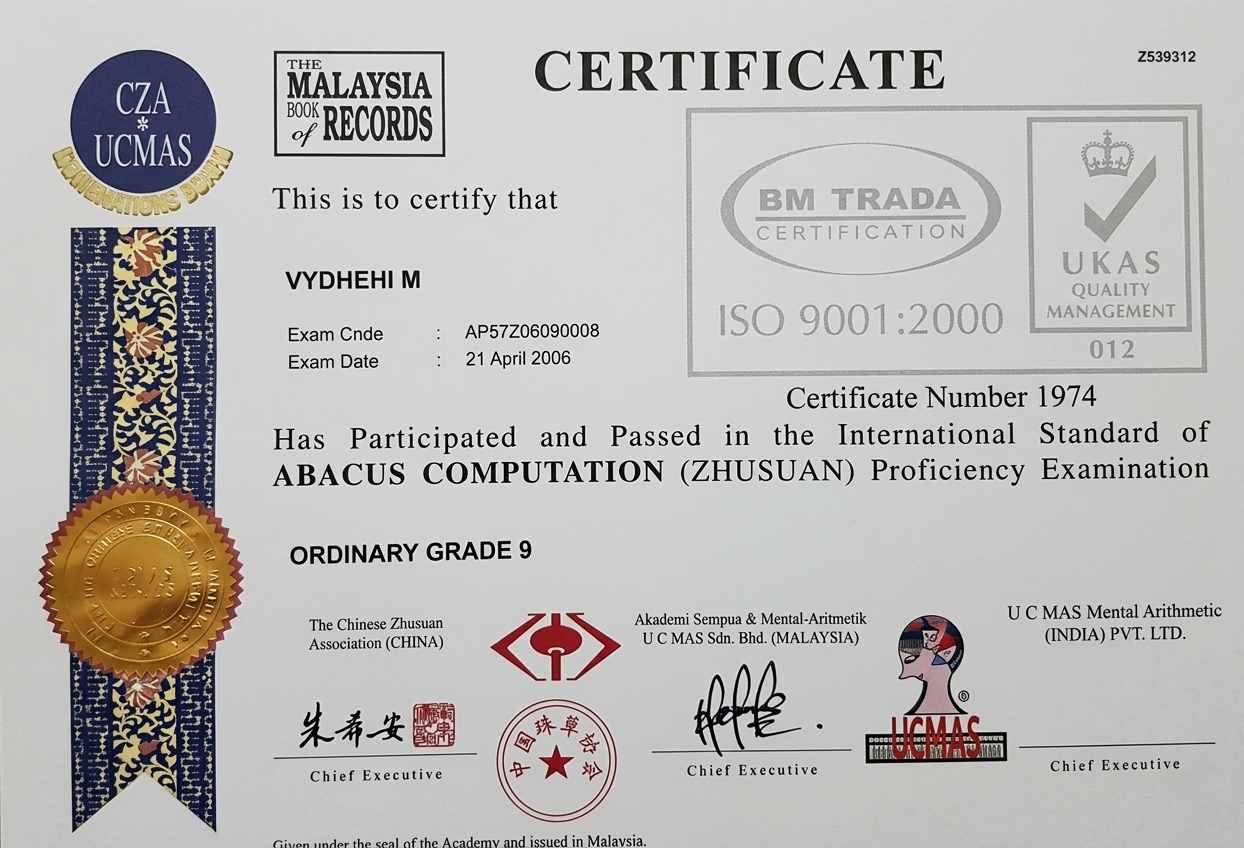 CZA
*
UCMAS
THE
MALAYSIA
BOOK
of RECORDS
CERTIFICATE
Z539312
BM TRADA
CERTIFICATION
ISO 9001:2000
UKAS
QUALITY
MANAGEMENT
012
This is to certify that
VYDHEHI M
Exam Cnde : AP57Z06090008
Exam Date : 21 April 2006
Certificate Number 1974
Has Participated and Passed in the International Standard of
ABACUS COMPUTATION (ZHUSUAN) Proficiency Examination
ORDINARY GRADE 9
The Chinese Zhusuan
Association (CHINA)
朱希安
Chief Executive
中国珠草协会
Akademi Sempua & Mental-Aritmetik
U C MAS Sdn. Bhd. (MALAYSIA)
Chief Executive
®
UCMAS
U C MAS Mental Arithmetic
(INDIA) PVT. LTD.
Chief Executive
Given under the seal of the Academy and issued in Malaysia.